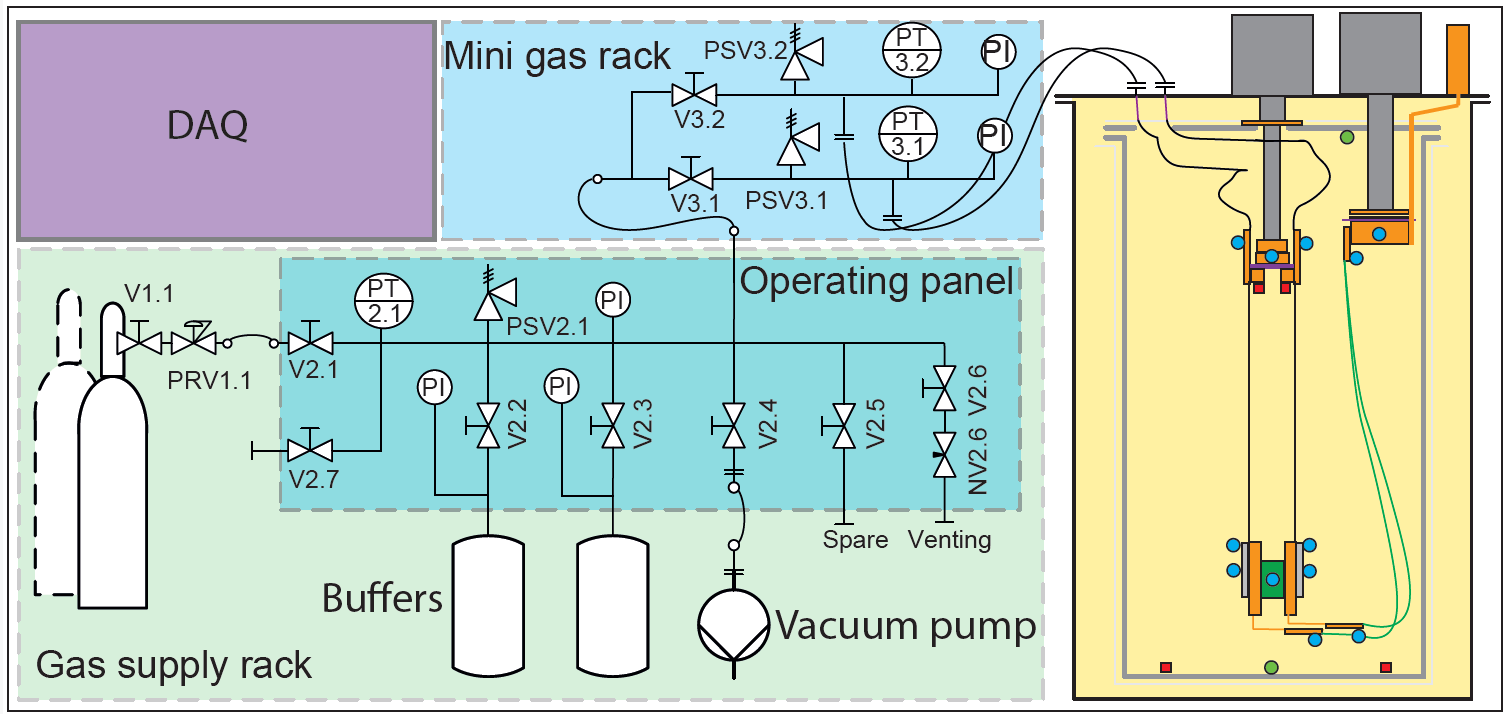 DAQ
Mini gas rack
PSV3.2
PT
3.2
PI
V3.2
PT
3.1
PI
V3.1
PSV3.1
Operating panel
V1.1
PRV1.1
V2.1
PT
2.1
PSV2.1
PI
PI
PI
V2.2
V2.3
V2.4
V2.5
V2.6
NV2.6
V2.7
Spare
Venting
Buffers
Vacuum pump
Gas supply rack